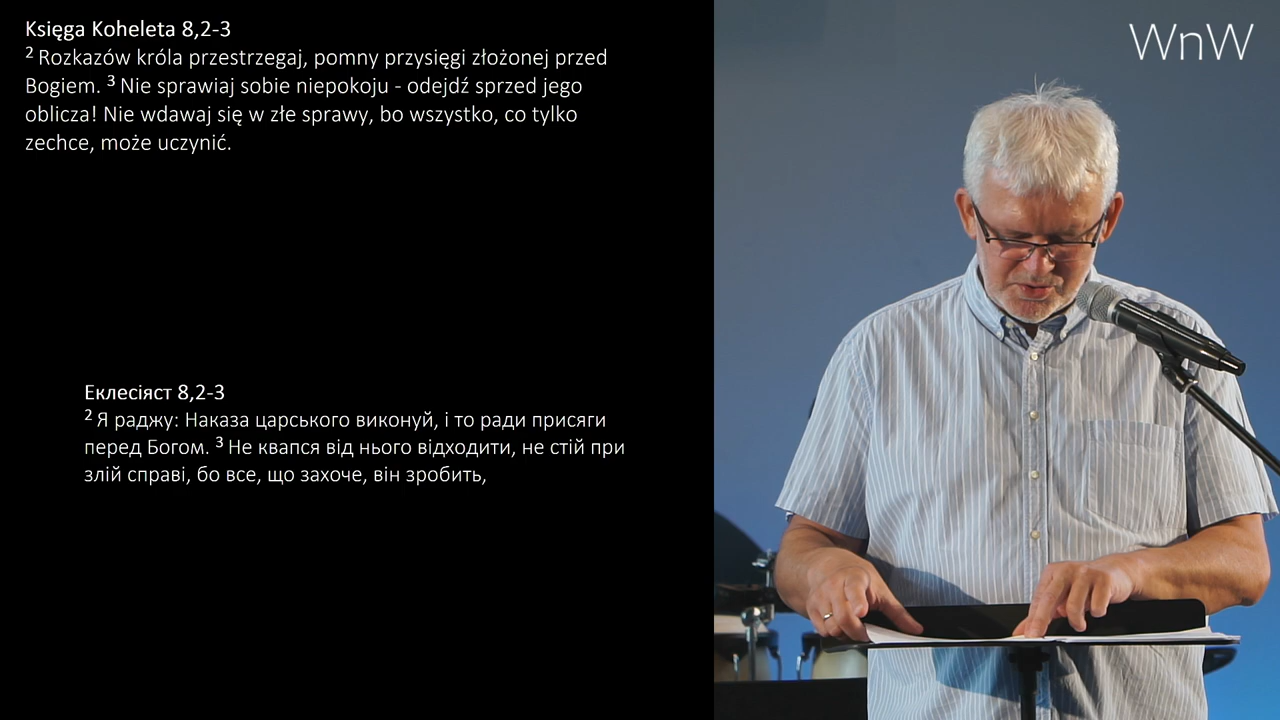 Księga Koheleta 8,2-3
2 Rozkazów króla przestrzegaj, pomny przysięgi złożonej przed
Bogiem. 3 Nie sprawiaj sobie niepokoju - odejdź sprzed jego
oblicza! Nie wdawaj się w złe sprawy, bo wszystko, co tylko
zechce, może uczynić.
WnW
Еклесіяст 8,2-3
2 Я раджу: Наказа царського виконуй, і то ради присяги
перед Богом. 3 Не квапся від нього відходити, не стій при
злій справі, бо все, що захоче, він зробить,